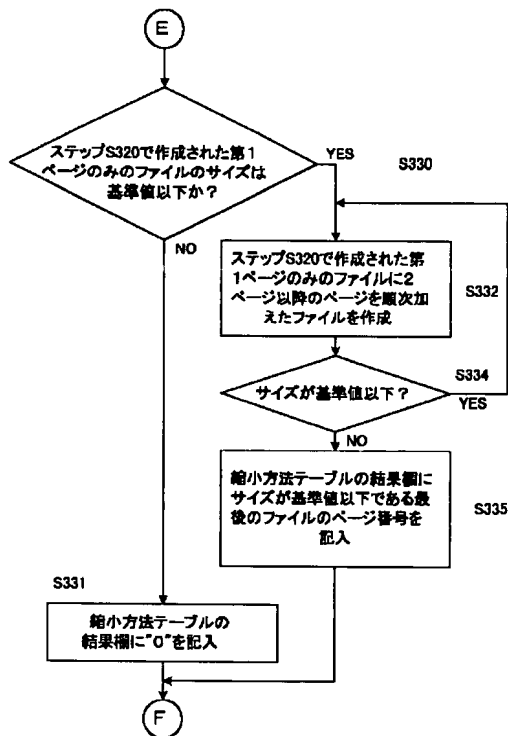 E
ステップS320で作成された第1
ページのみのファイルのサイズは
基準値以下か?
YES
S330
NO
ステップS320で作成された第
1ページのみのファイルに2
ページ以降のページを順次加
えたファイルを作成
S332
サイズが基準値以下?
S334
YES
NO
縮小方法テーブルの結果欄に
サイズが基準値以下である最
後のファイルのページ番号を
記入
S335
S331
縮小方法テーブルの
結果欄に"0"を記入
F